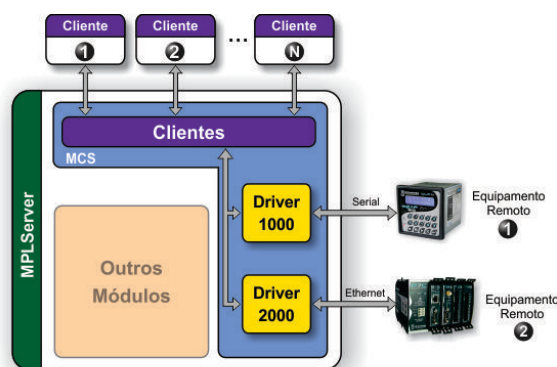 Cliente
1
Cliente
2
...
Cliente
N
Clientes
MCS
MPLServer
Driver
1000
Serial
Equipamento
Remoto
1
Outros
Módulos
Driver
2000
Ethernet
Equipamento
Remoto
2